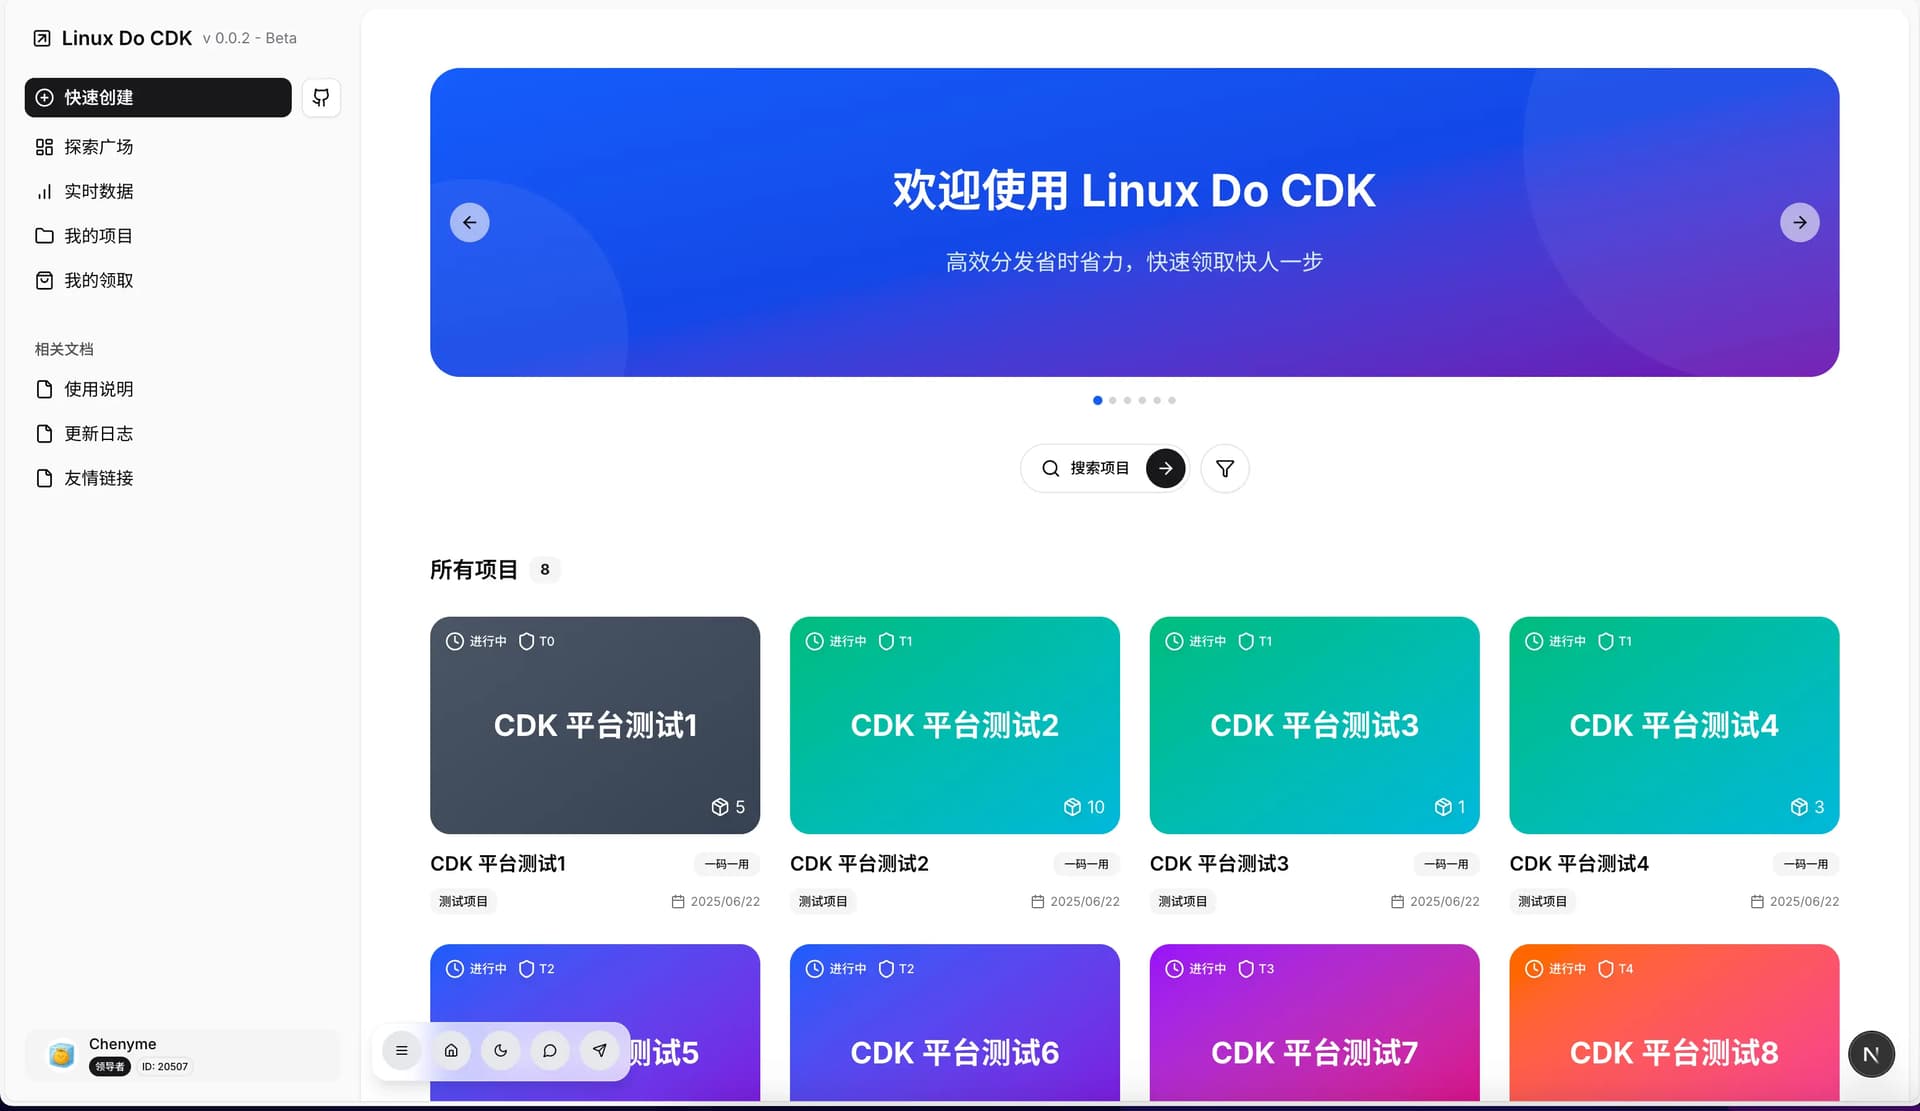 Linux Do CDK v 0.0.2 - Beta
快速创建
探索广场
实时数据
我的项目
我的领取
相关文档
使用说明
更新日志
友情链接
Chenyme
领导者 ID: 20507
欢迎使用 Linux Do CDK
高效分发省时省力，快速领取快人一步
搜索项目
所有项目 8
进行中 T0
CDK 平台测试1
5
CDK 平台测试1 一码一用
测试项目 2025/06/22
进行中 T1
CDK 平台测试2
10
CDK 平台测试2 一码一用
测试项目 2025/06/22
进行中 T1
CDK 平台测试3
1
CDK 平台测试3 一码一用
测试项目 2025/06/22
进行中 T1
CDK 平台测试4
3
CDK 平台测试4 一码一用
测试项目 2025/06/22
进行中 T2
测试5
进行中 T2
CDK 平台测试6
进行中 T3
CDK 平台测试7
进行中 T4
CDK 平台测试8
N